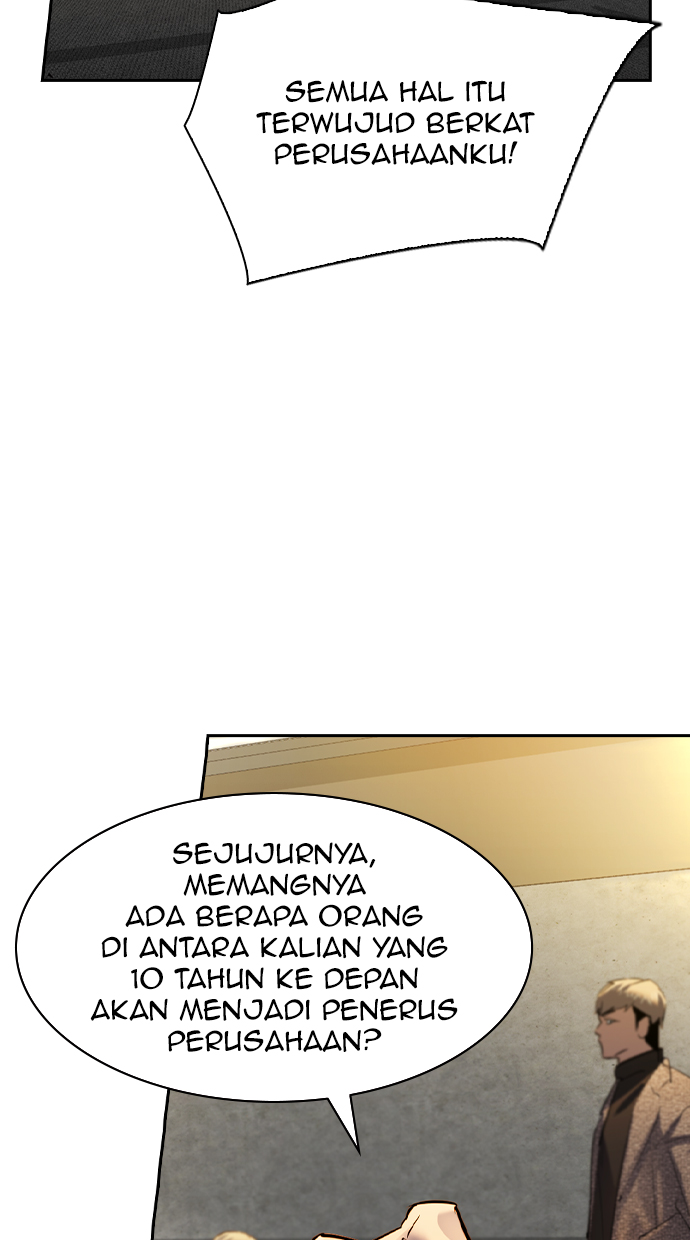 SEMUA HAL ITU
TERWUJUD BERKAT
PERUSAHAANKU!
SEJUJURNYA,
MEMANGNYA
ADA BERAPA ORANG
DI ANTARA KALIAN YANG
10 TAHUN KE DEPAN
AKAN MENJADI PENERUS
PERUSAHAAN?